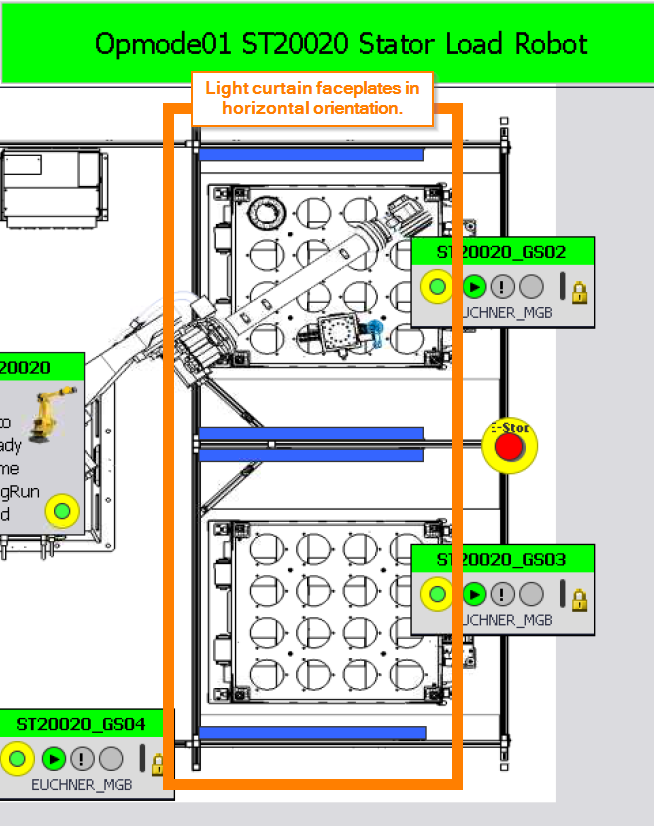 Opmode01 ST20020 Stator Load Robot
Light curtain faceplates in
horizontal orientation.
ST20020_GS02
EUCHNER_MGB
E-Stop
20020
to
ady
me
gRun
d
ST20020_GS03
EUCHNER_MGB
ST20020_GS04
EUCHNER_MGB